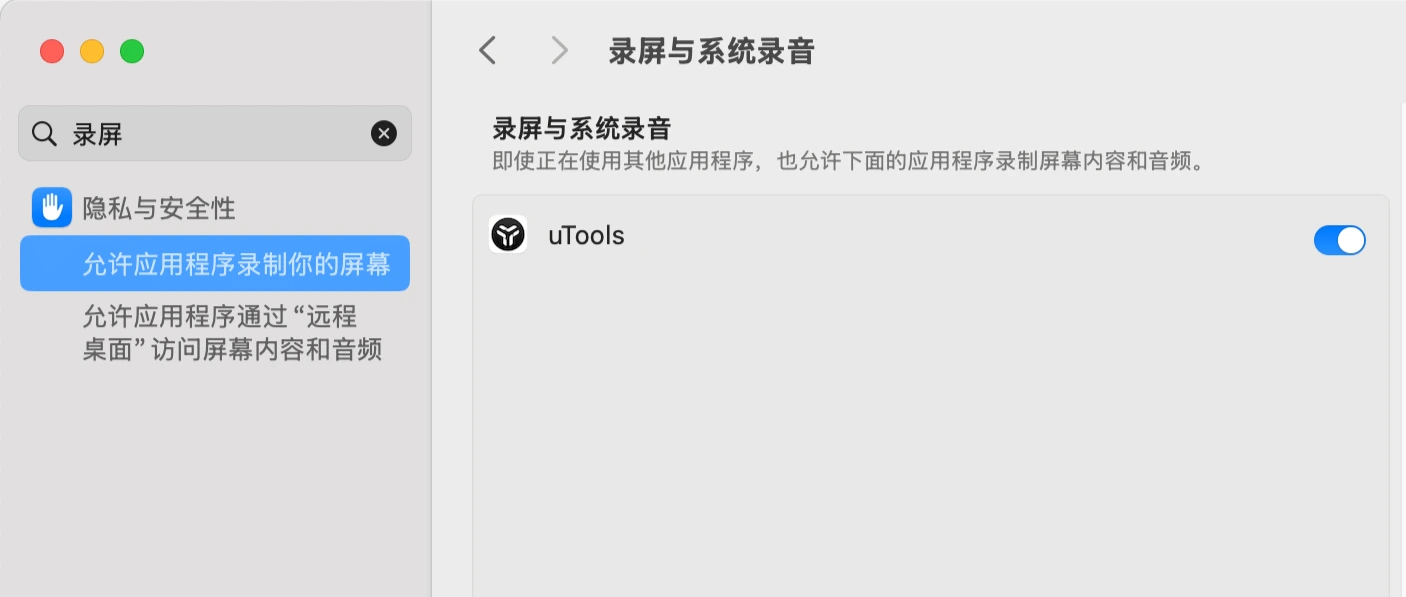 录屏
隐私与安全性
允许应用程序录制你的屏幕
允许应用程序通过“远程
桌面”访问屏幕内容和音频
录屏与系统录音
录屏与系统录音
即使正在使用其他应用程序，也允许下面的应用程序录制屏幕内容和音频。
uTools